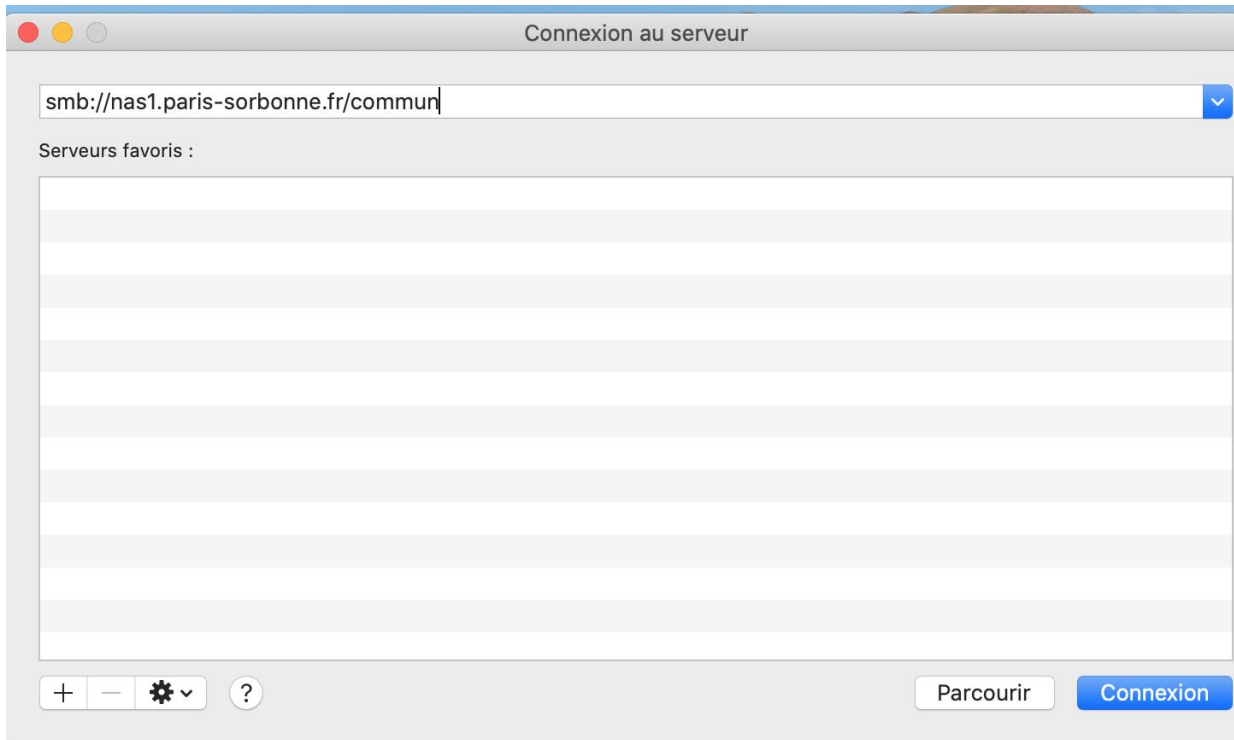 Connexion au serveur
smb://nas1.paris-sorbonne.fr/commun
Serveurs favoris :
+ − ?
Parcourir
Connexion